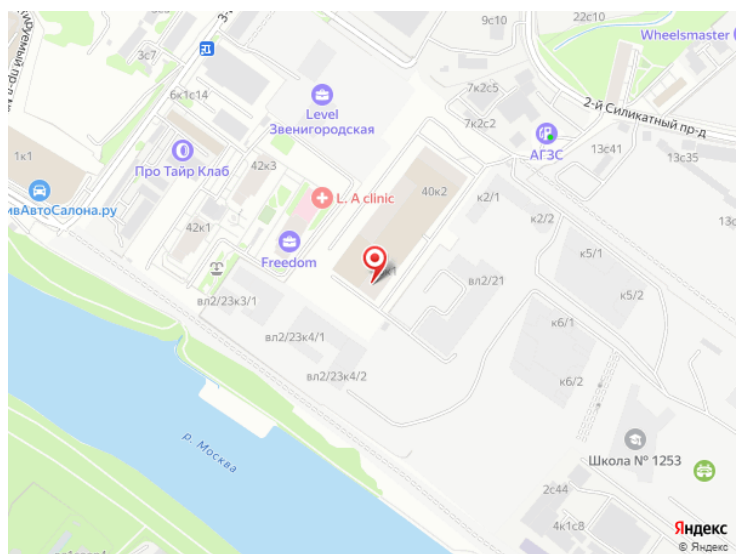 9с10
22с10
Wheelsmaster
3с7
6к1с14
7к2с5
2-й Силикатный пр-д
Level
Звенигородская
7к2с2
АГЗС
13с41
13с35
1к1
Про Тайр Клаб
42к3
L. A clinic
40к2
к2/1
ивАвтоСалона.ру
42к1
к2/2
Freedom
к5/1
вл2/21
к5/2
вл2/23к3/1
к6/1
вл2/23к4/1
вл2/23к4/2
к6/2
р. Москва
Школа № 1253
2с44
4к1с8
Яндекс
© Яндекс